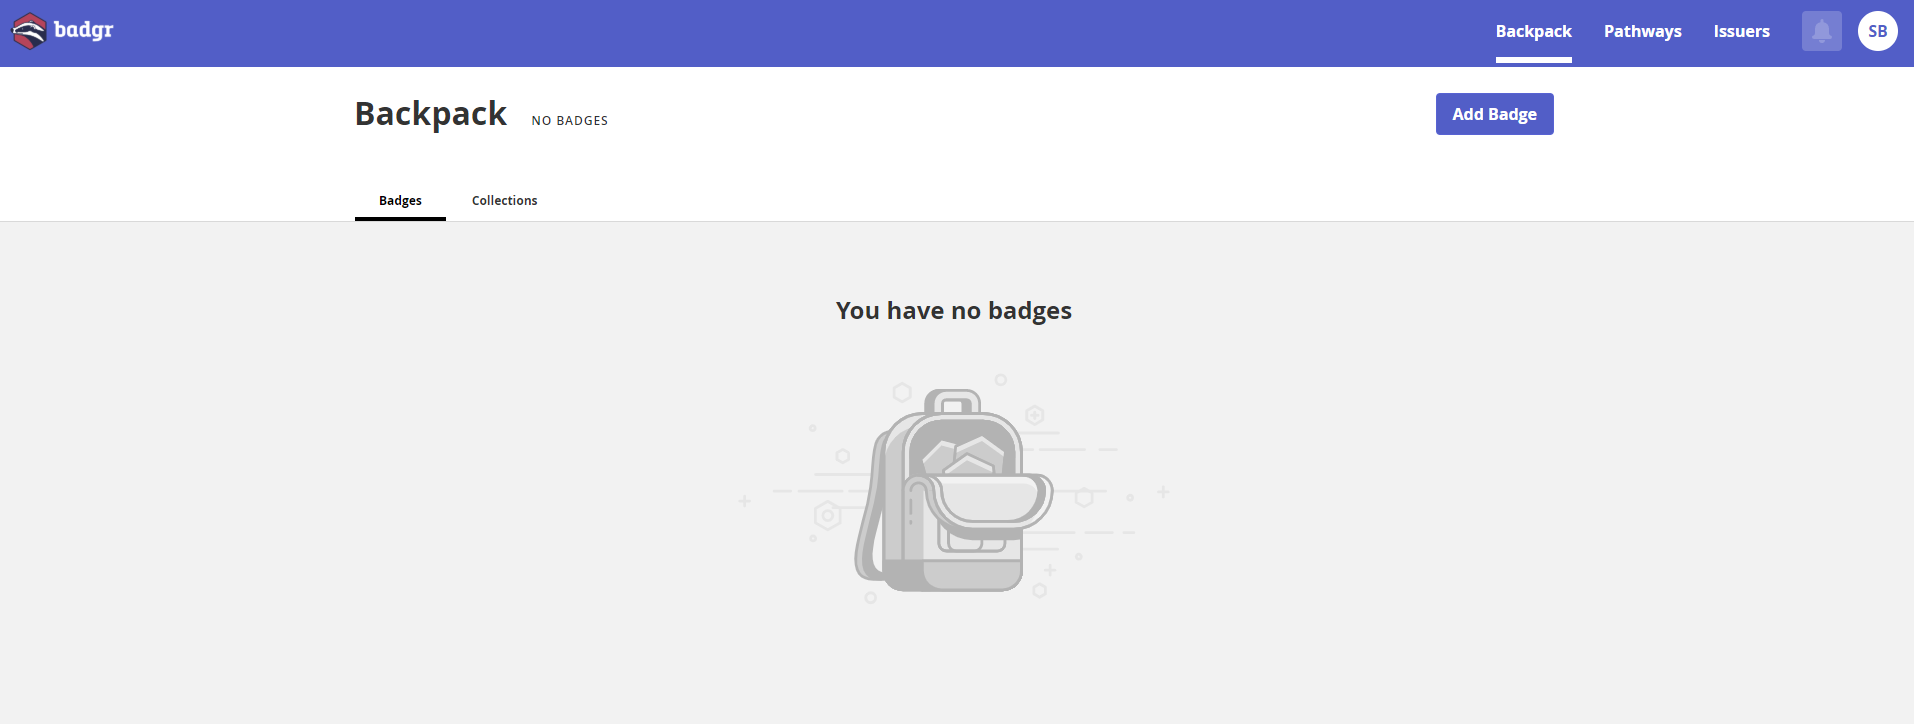 badgr
Backpack Pathways Issuers SB
Backpack NO BADGES
Add Badge
Badges Collections
You have no badges